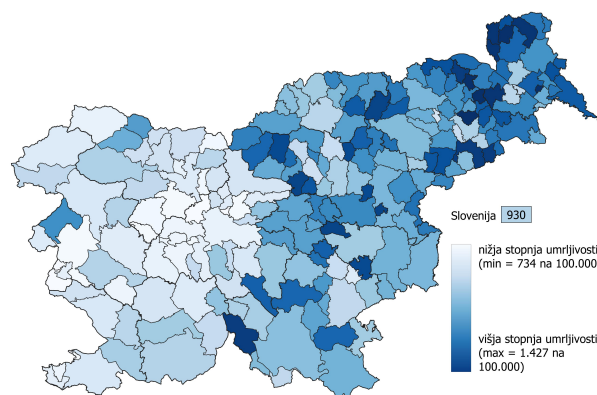 Slovenija 930
nižja stopnja umrljivosti
(min = 734 na 100.000)
višja stopnja umrljivosti
(max = 1.427 na
100.000)